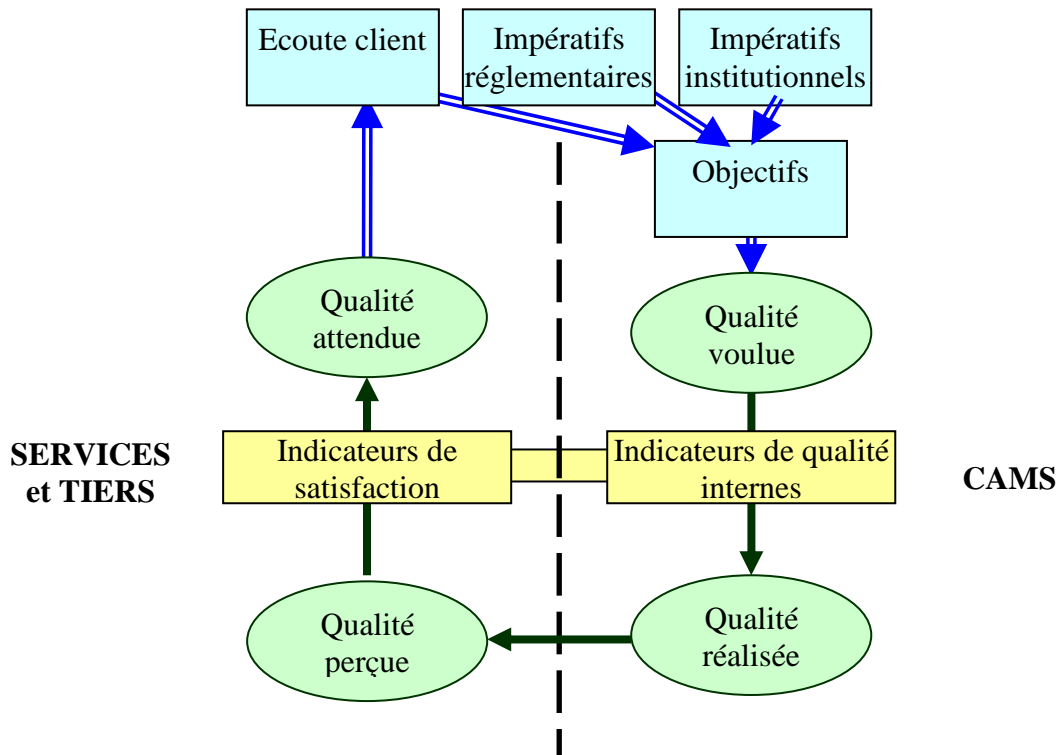 Ecoute client
Impératifs
réglementaires
Impératifs
institutionnels
Objectifs
Qualité
attendue
Qualité
voulue
SERVICES
et TIERS
Indicateurs de
satisfaction
Indicateurs de qualité
internes
CAMS
Qualité
perçue
Qualité
réalisée